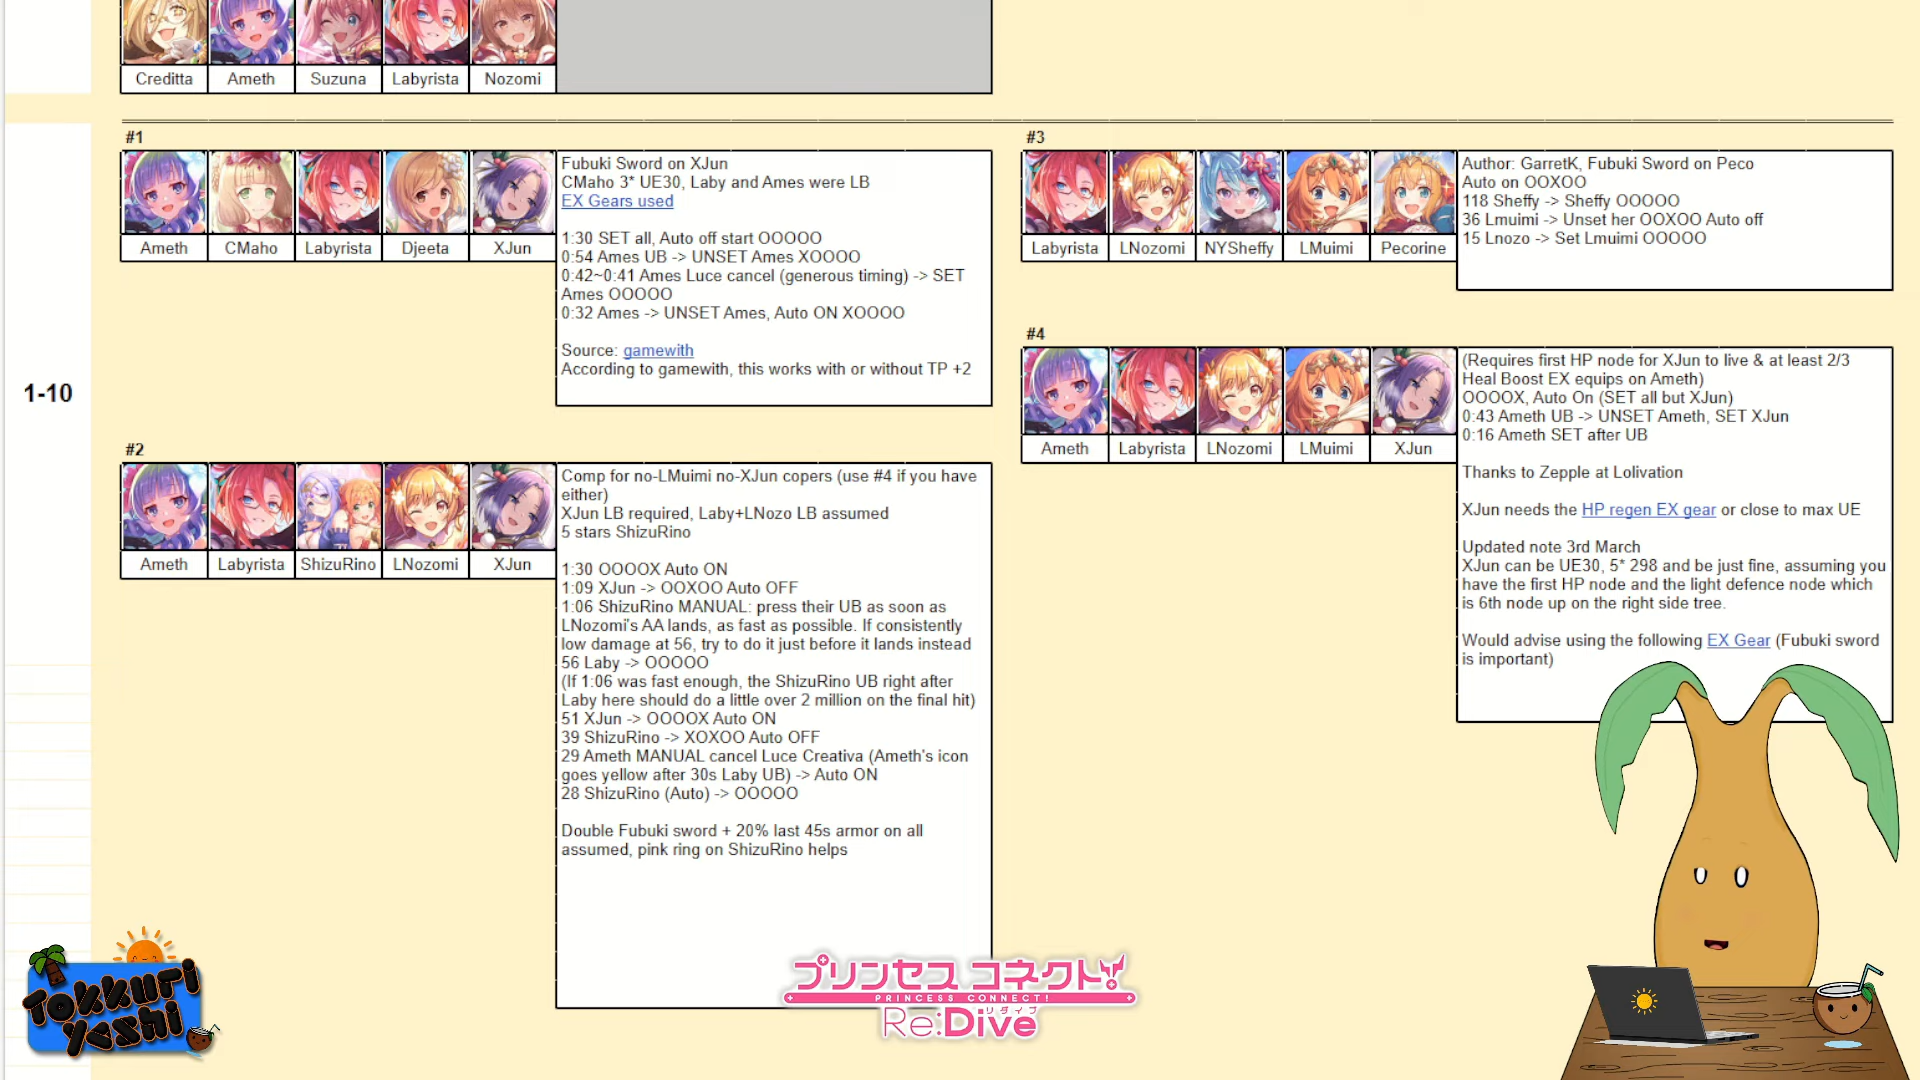 Creditta
Ameth
Suzuna
Labyrista
Nozomi
1-10
#1
Ameth
CMaho
Labyrista
Djeeta
XJun
Fubuki Sword on XJun
CMaho 3* UE30, Laby and Ames were LB
EX Gears used
1:30 SET all, Auto off start OOOOO
0:54 Ames UB -> UNSET Ames XOOOO
0:42~0:41 Ames Luce cancel (generous timing) -> SET
Ames OOOOO
0:32 Ames -> UNSET Ames, Auto ON XOOOO
Source: gamewith
According to gamewith, this works with or without TP +2
#2
Ameth
Labyrista
ShizuRino
LNozomi
XJun
Comp for no-LMuimi no-XJun copers (use #4 if you have
either)
XJun LB required, Laby+LNozo LB assumed
5 stars ShizuRino
1:30 OOOOX Auto ON
1:09 XJun -> OOXOO Auto OFF
1:06 ShizuRino MANUAL: press their UB as soon as
LNozomi's AA lands, as fast as possible. If consistently
low damage at 56, try to do it just before it lands instead
56 Laby -> OOOOO
(If 1:06 was fast enough, the ShizuRino UB right after
Laby here should do a little over 2 million on the final hit)
51 XJun -> OOOOX Auto ON
39 ShizuRino -> XOXOO Auto OFF
29 Ameth MANUAL cancel Luce Creativa (Ameth's icon
goes yellow after 30s Laby UB) -> Auto ON
28 ShizuRino (Auto) -> OOOOO
Double Fubuki sword + 20% last 45s armor on all
assumed, pink ring on ShizuRino helps
#3
Labyrista
LNozomi
NYSheffy
LMuimi
Pecorine
Author: GarretK, Fubuki Sword on Peco
Auto on OOXOO
118 Sheffy -> Sheffy OOOOO
36 Lmuimi -> Unset her OOXOO Auto off
15 Lnozo -> Set Lmuimi OOOOO
#4
Ameth
Labyrista
LNozomi
LMuimi
XJun
(Requires first HP node for XJun to live & at least 2/3
Heal Boost EX equips on Ameth)
OOOOX, Auto On (SET all but XJun)
0:43 Ameth UB -> UNSET Ameth, SET XJun
0:16 Ameth SET after UB
Thanks to Zepple at Lolivation
XJun needs the HP regen EX gear or close to max UE
Updated note 3rd March
XJun can be UE30, 5* 298 and be just fine, assuming you
have the first HP node and the light defence node which
is 6th node up on the right side tree.
Would advise using the following EX Gear (Fubuki sword
is important)
Tokkuri
Yashi
プリンセスコネクト!
PRINCESS CONNECT!
Re:Dive
リダイブ